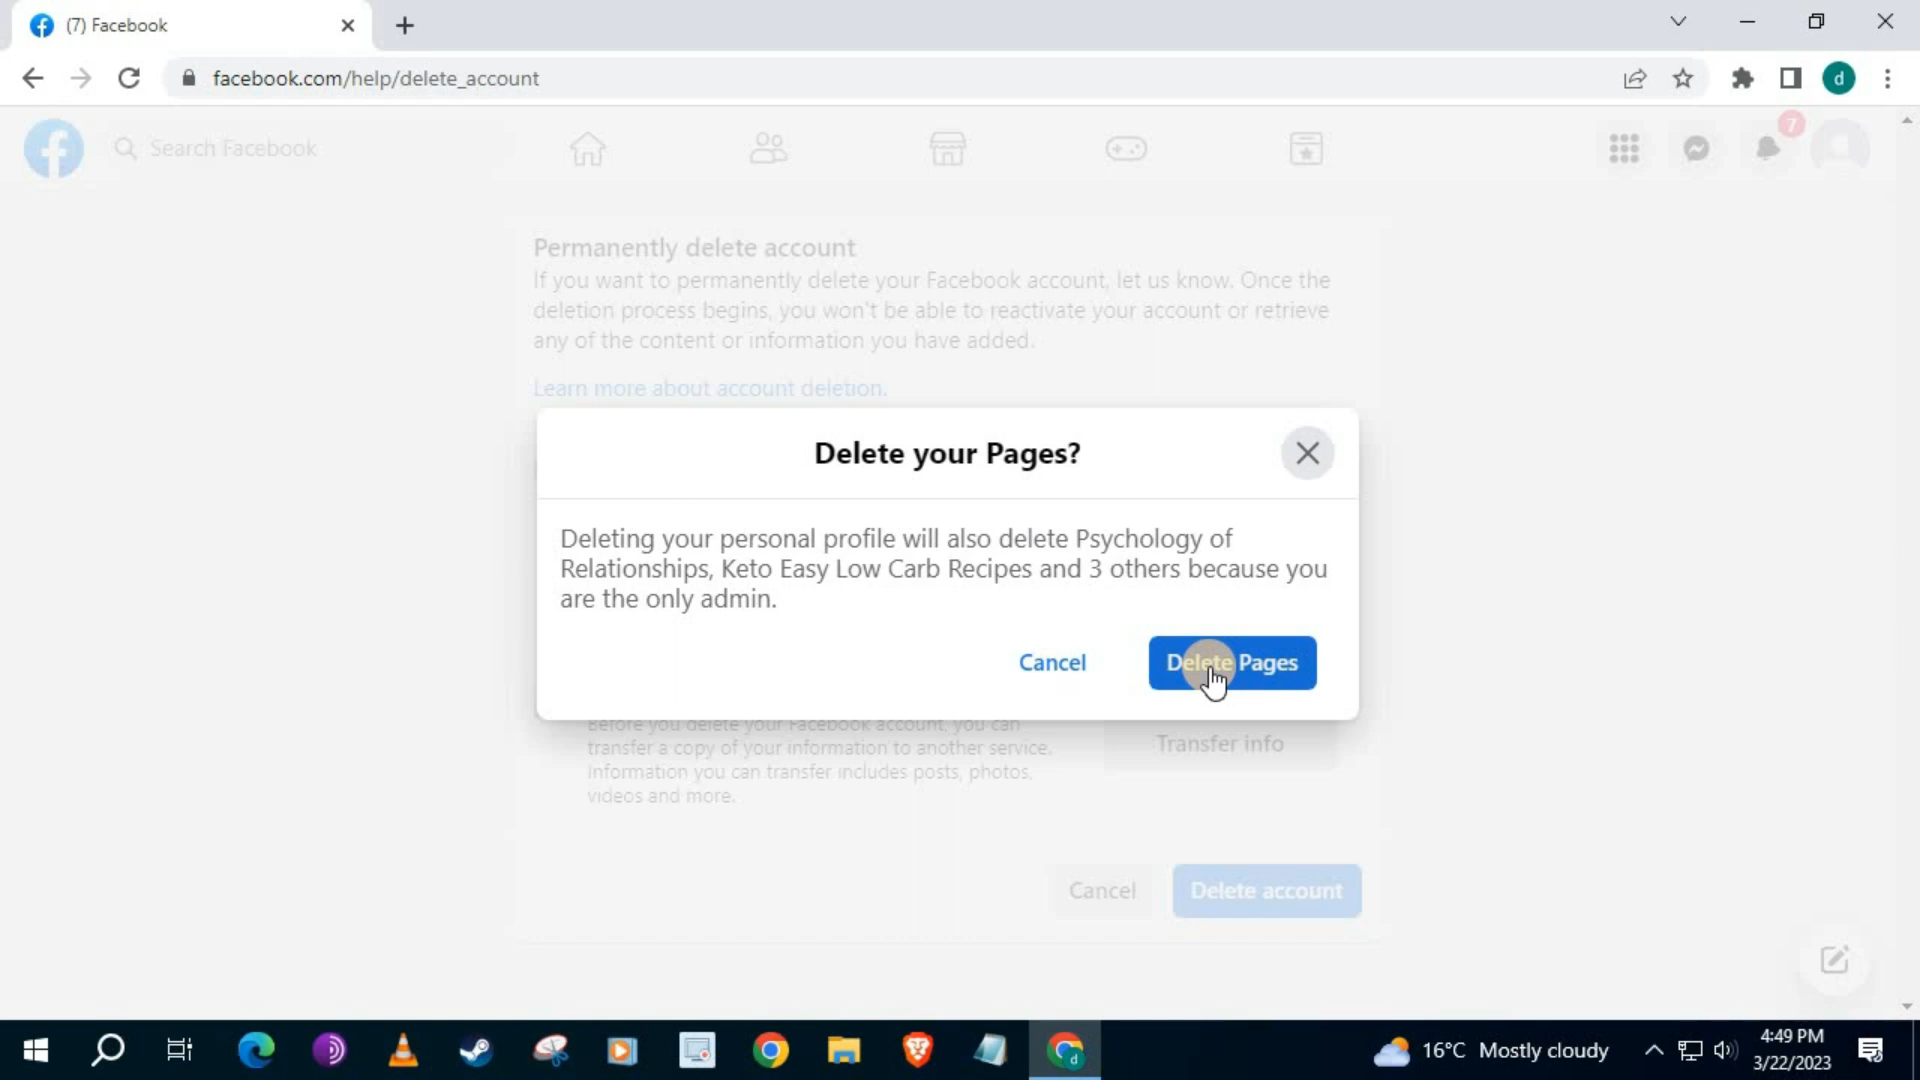 (7) Facebook
facebook.com/help/delete_account
d
Search Facebook
7
Permanently delete account
If you want to permanently delete your Facebook account, let us know. Once the
deletion process begins, you won't be able to reactivate your account or retrieve
any of the content or information you have added.
Learn more about account deletion.
Delete your Pages?
Deleting your personal profile will also delete Psychology of
Relationships, Keto Easy Low Carb Recipes and 3 others because you
are the only admin.
Cancel
Delete Pages
Before you delete your Facebook account, you can
transfer a copy of your information to another service.
Information you can transfer includes posts, photos,
videos and more.
Transfer info
Cancel
Delete account
d
16°C Mostly cloudy
4:49 PM
3/22/2023